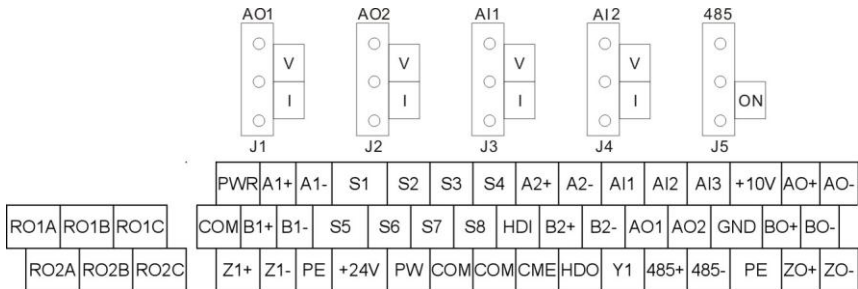 AO1 AO2 AI1 AI2 485
V V V V
I I I I ON
J1 J2 J3 J4 J5
PWR A1+ A1- S1 S2 S3 S4 A2+ A2- AI1 AI2 AI3 +10V AO+ AO-
RO1A RO1B RO1C COM B1+ B1- S5 S6 S7 S8 HDI B2+ B2- AO1 AO2 GND BO+ BO-
RO2A RO2B RO2C Z1+ Z1- PE +24V PW COM COM CME HDO Y1 485+ 485- PE ZO+ ZO-